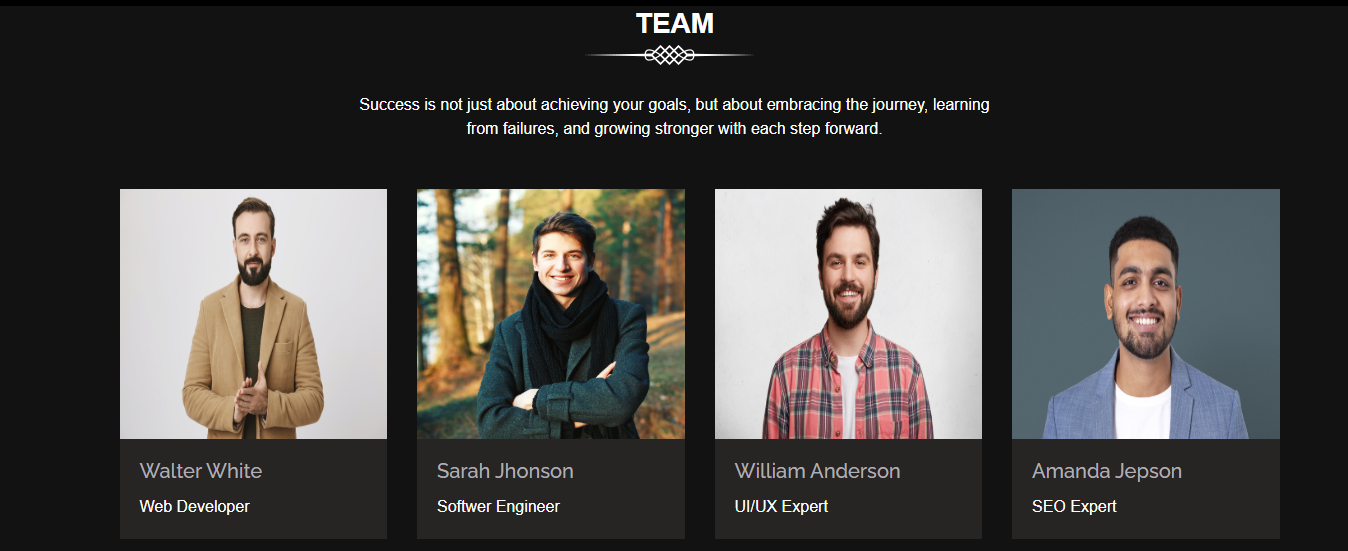 TEAM
Success is not just about achieving your goals, but about embracing the journey, learning
from failures, and growing stronger with each step forward.
Walter White
Web Developer
Sarah Jhonson
Softwer Engineer
William Anderson
UI/UX Expert
Amanda Jepson
SEO Expert